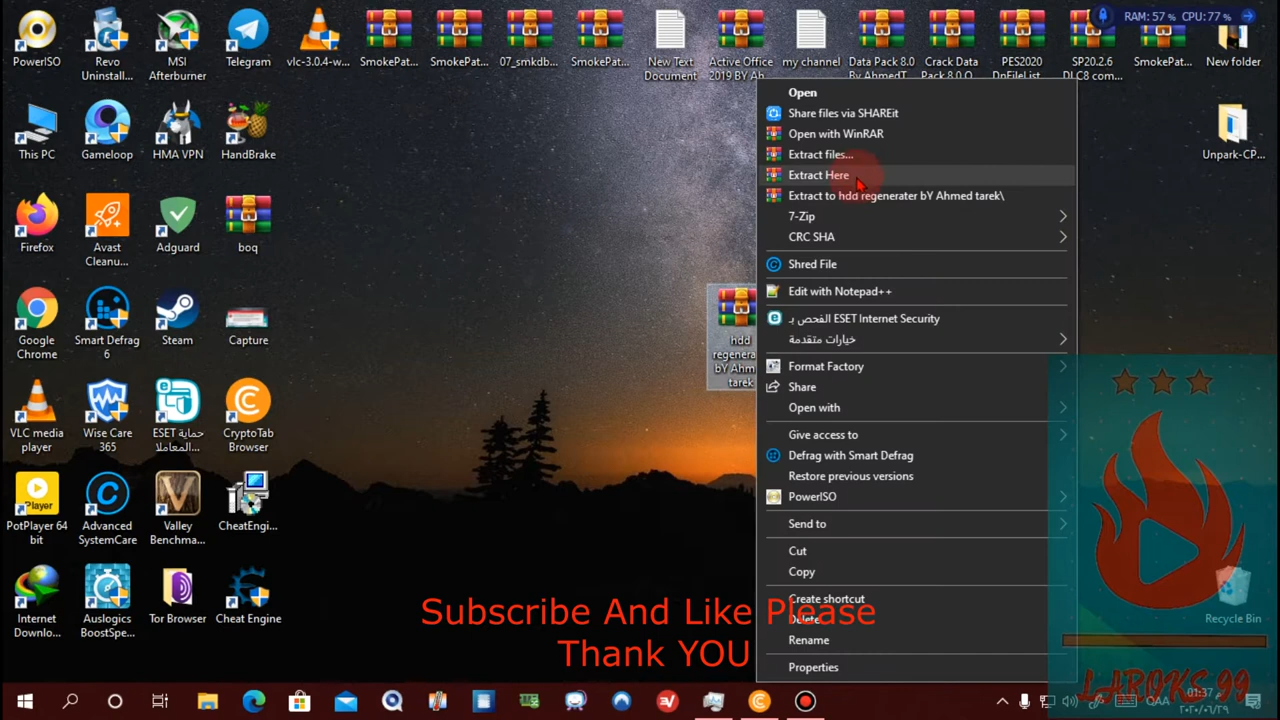 RAM: 57 % CPU: 77 %
PowerISO
Revo
Uninstall...
MSI
Afterburner
Telegram
vlc-3.0.4-w...
SmokePat...
SmokePat...
07_smkdb...
SmokePat...
New Text
Document
Active Office
2019 BY Ah...
my channel
Data Pack 8.0
By AhmedT...
Crack Data
Pack 8.0 O...
PES2020
DpFileList...
SP20.2.6
DLC8 com...
SmokePat...
New folder
This PC
Gameloop
HMA VPN
HandBrake
Unpark-CP...
Firefox
Avast
Cleanu...
Adguard
boq
Google
Chrome
Smart Defrag
6
Steam
Capture
VLC media
player
Wise Care
365
حماية ESET
المعاملا...
CryptoTab
Browser
Player
PotPlayer 64
bit
Advanced
SystemCare
Valley
Benchma...
CheatEngi...
Internet
Downlo...
Auslogics
BoostSpe...
Tor Browser
Cheat Engine
hdd
regenera
bY Ahm
tarek
Open
Share files via SHAREit
Open with WinRAR
Extract files...
Extract Here
Extract to hdd regenerater bY Ahmed tarek\
7-Zip
CRC SHA
Shred File
Edit with Notepad++
الفحص بـ ESET Internet Security
خيارات متقدمة
Format Factory
Share
Open with
Give access to
Defrag with Smart Defrag
Restore previous versions
PowerISO
Send to
Cut
Copy
Create shortcut
Delete
Rename
Properties
Subscribe And Like Please
Thank YOU
Recycle Bin
LAROKS 99
QAA
01:37
٢٠٢٠/٠٦/٢٩